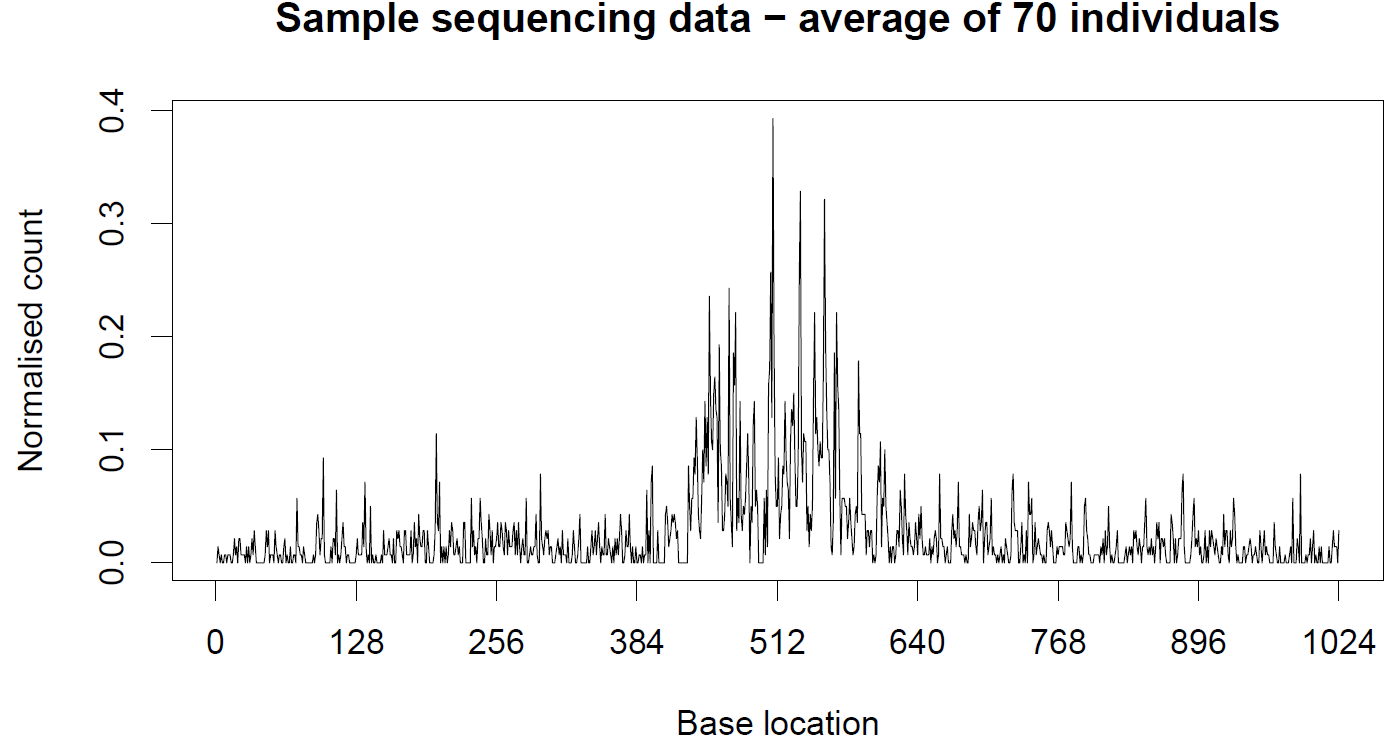 Sample sequencing data − average of 70 individuals
Normalised count
0.4
0.3
0.2
0.1
0.0
0 128 256 384 512 640 768 896 1024
Base location